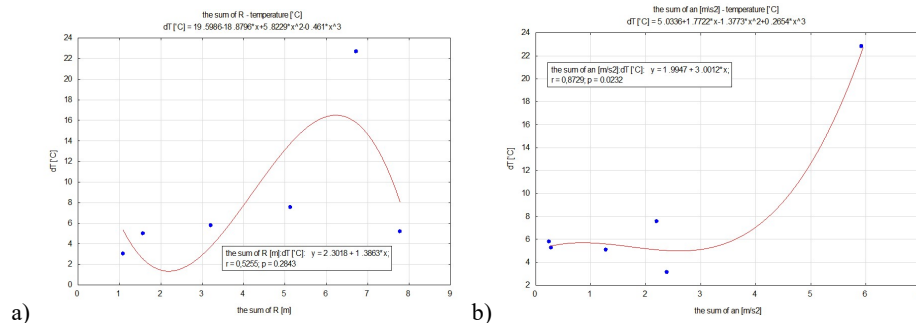 the sum of R - temperature [°C]
dT [°C] = 19 .5986-18 .8796*x+5 .8229*x^2-0 .461*x^3
24
22
20
18
16
14
12
10
8
6
4
2
0
dT [°C]
the sum of R [m]:dT [°C]: y = 2 .3018 + 1 .3863*x;
r = 0,5255; p = 0.2843
0 1 2 3 4 5 6 7 8 9
the sum of R [m]
a)
the sum of an [m/s2] - temperature [°C]
dT [°C] = 5 .0336+1 .7722*x-1 .3773*x^2+0 .2654*x^3
24
22
20
18
16
14
12
10
8
6
4
2
0
dT [°C]
the sum of an [m/s2]:dT [°C]: y = 1 .9947 + 3 .0012*x;
r = 0,8729; p = 0.0232
0 1 2 3 4 5 6
the sum of an [m/s2]
b)